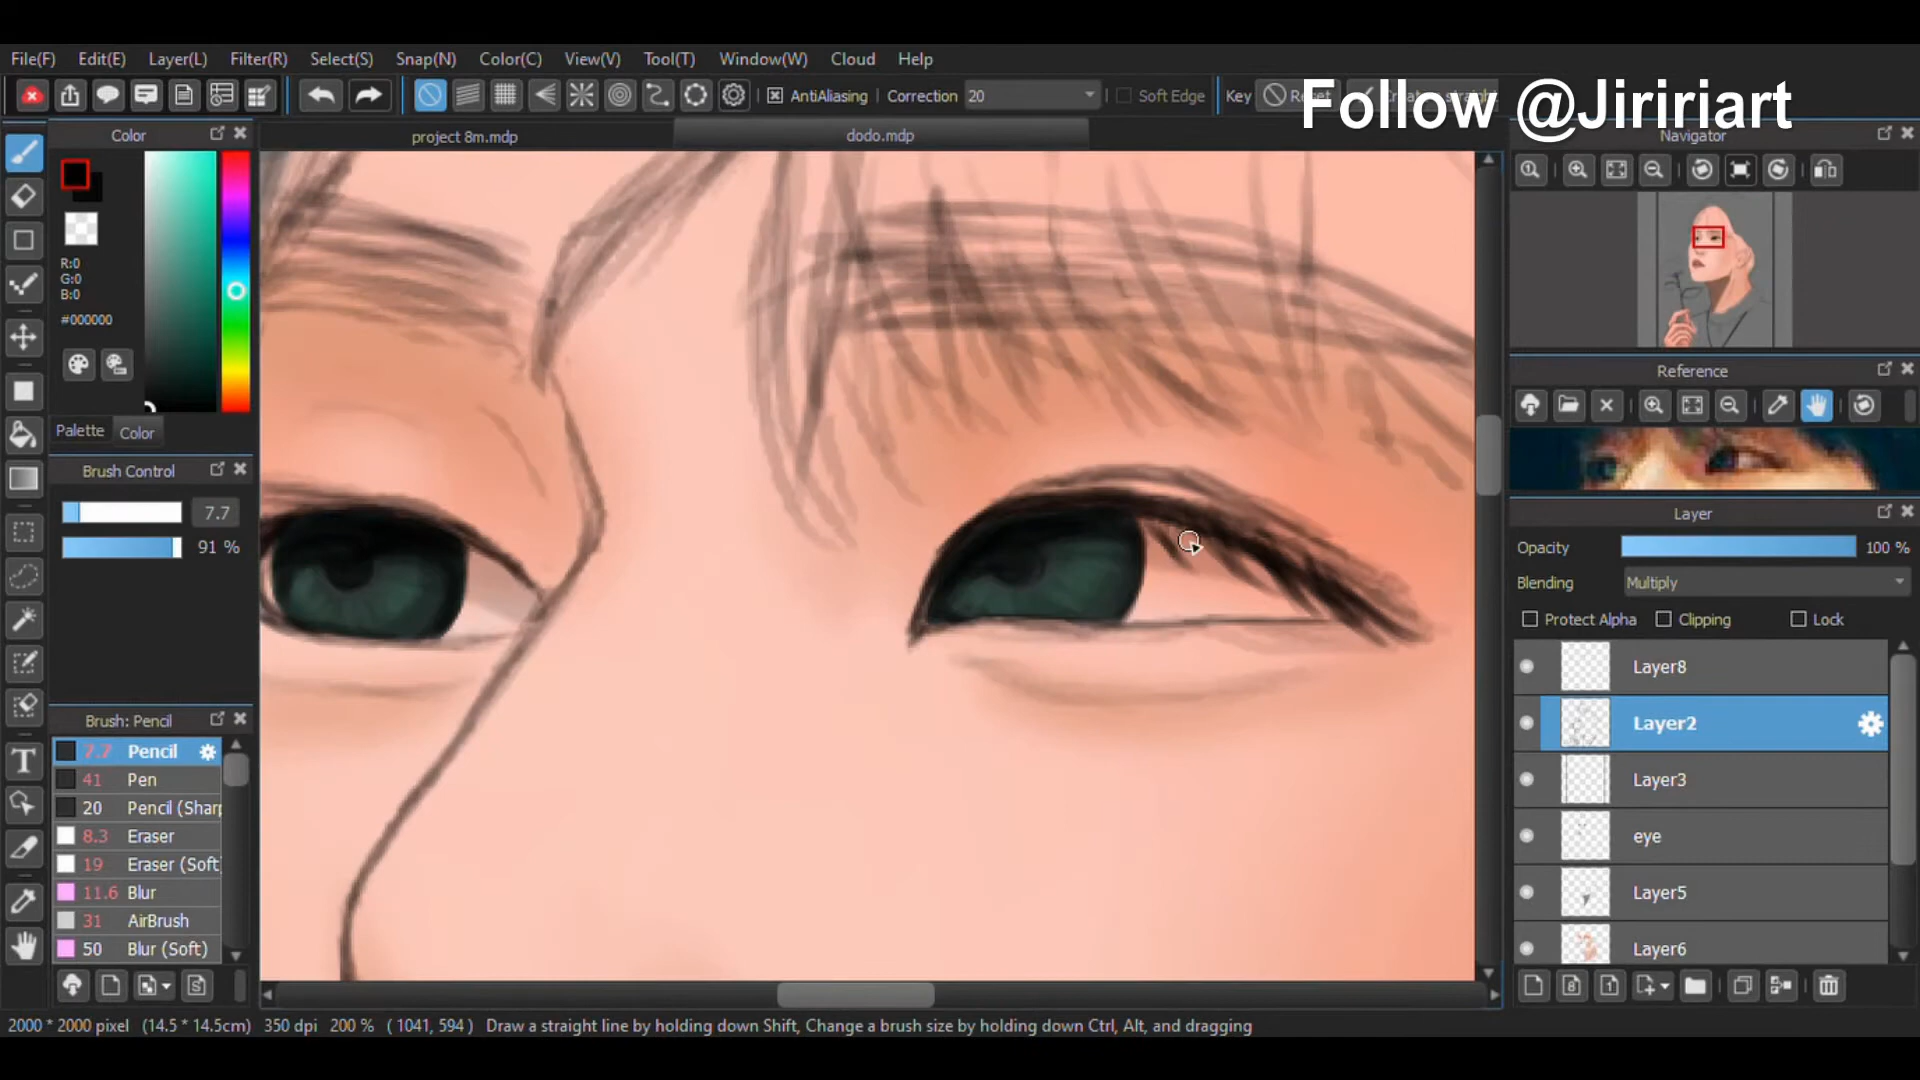 File(F) Edit(E) Layer(L) Filter(R) Select(S) Snap(N) Color(C) View(V) Tool(T) Window(W) Cloud Help
AntiAliasing Correction 20 Soft Edge Key
Follow @Jiririart
Color
project 8m.mdp
dodo.mdp
Navigator
R:0
G:0
B:0
#000000
Palette Color
Brush Control
7.7
91 %
Brush: Pencil
7.7 Pencil
41 Pen
20 Pencil (Shar
8.3 Eraser
19 Eraser (Soft
11.6 Blur
31 AirBrush
50 Blur (Soft)
Reference
Layer
Opacity 100 %
Blending Multiply
Protect Alpha Clipping Lock
Layer8
Layer2
Layer3
eye
Layer5
Layer6
2000 * 2000 pixel (14.5 * 14.5cm) 350 dpi 200 % ( 1041, 594 ) Draw a straight line by holding down Shift, Change a brush size by holding down Ctrl, Alt, and dragging